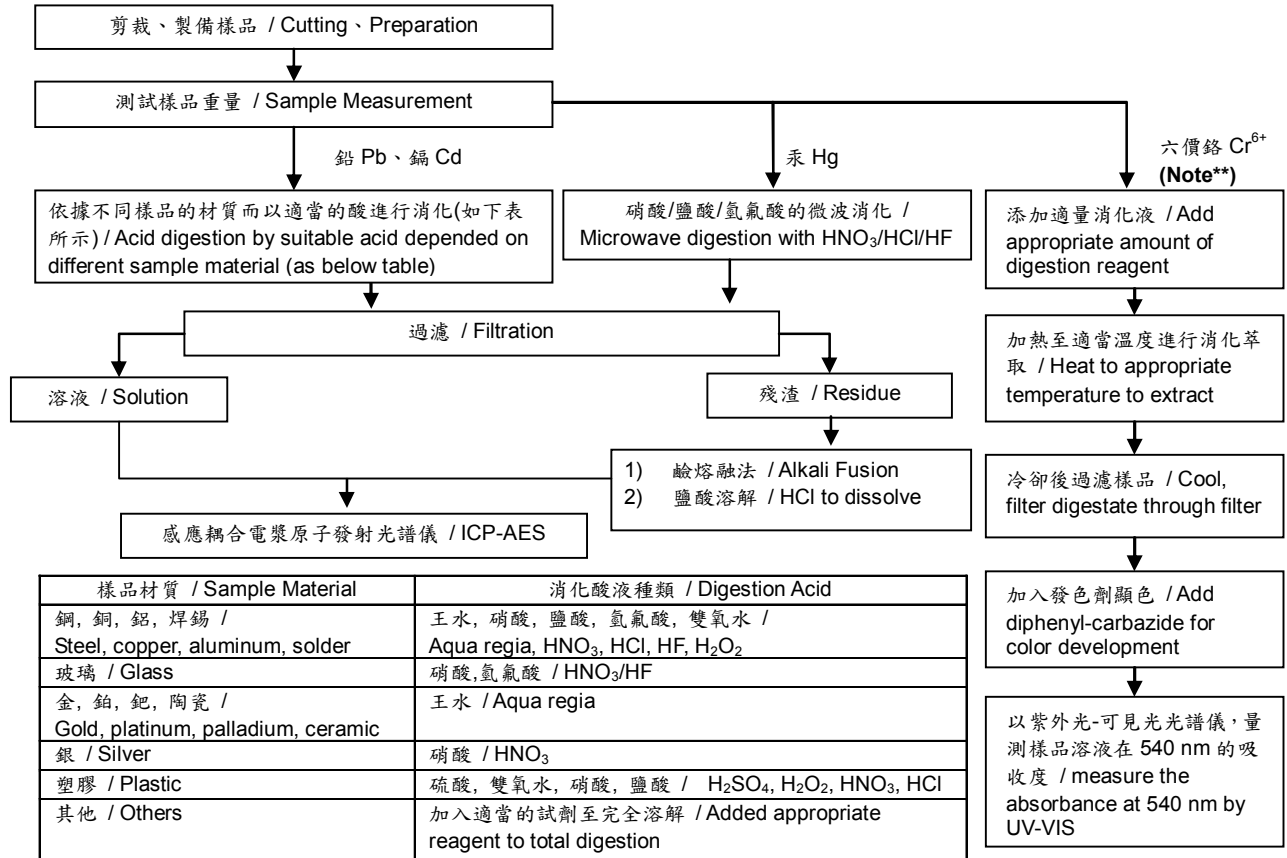 剪裁、製備樣品 / Cutting、Preparation
測試樣品重量 / Sample Measurement
鉛 Pb、鎘 Cd
汞 Hg
六價鉻 Cr⁶⁺
(Note**)
依據不同樣品的材質而以適當的酸進行消化(如下表
所示) / Acid digestion by suitable acid depended on
different sample material (as below table)
硝酸/鹽酸/氫氟酸的微波消化 /
Microwave digestion with HNO₃/HCl/HF
添加適量消化液 / Add
appropriate amount of
digestion reagent
過濾 / Filtration
加熱至適當溫度進行消化萃
取 / Heat to appropriate
temperature to extract
溶液 / Solution
殘渣 / Residue
1) 鹼熔融法 / Alkali Fusion
2) 鹽酸溶解 / HCl to dissolve
冷卻後過濾樣品 / Cool,
filter digestate through filter
感應耦合電漿原子發射光譜儀 / ICP-AES
加入發色劑顯色 / Add
diphenyl-carbazide for
color development
以紫外光-可見光光譜儀，量
測樣品溶液在 540 nm 的吸
收度 / measure the
absorbance at 540 nm by
UV-VIS
樣品材質 / Sample Material 消化酸液種類 / Digestion Acid
鋼, 銅, 鋁, 焊錫 / 王水, 硝酸, 鹽酸, 氫氟酸, 雙氧水 /
Steel, copper, aluminum, solder Aqua regia, HNO₃, HCl, HF, H₂O₂
玻璃 / Glass 硝酸,氫氟酸 / HNO₃/HF
金, 鉑, 鈀, 陶瓷 / 王水 / Aqua regia
Gold, platinum, palladium, ceramic
銀 / Silver 硝酸 / HNO₃
塑膠 / Plastic 硫酸, 雙氧水, 硝酸, 鹽酸 / H₂SO₄, H₂O₂, HNO₃, HCl
其他 / Others 加入適當的試劑至完全溶解 / Added appropriate
reagent to total digestion